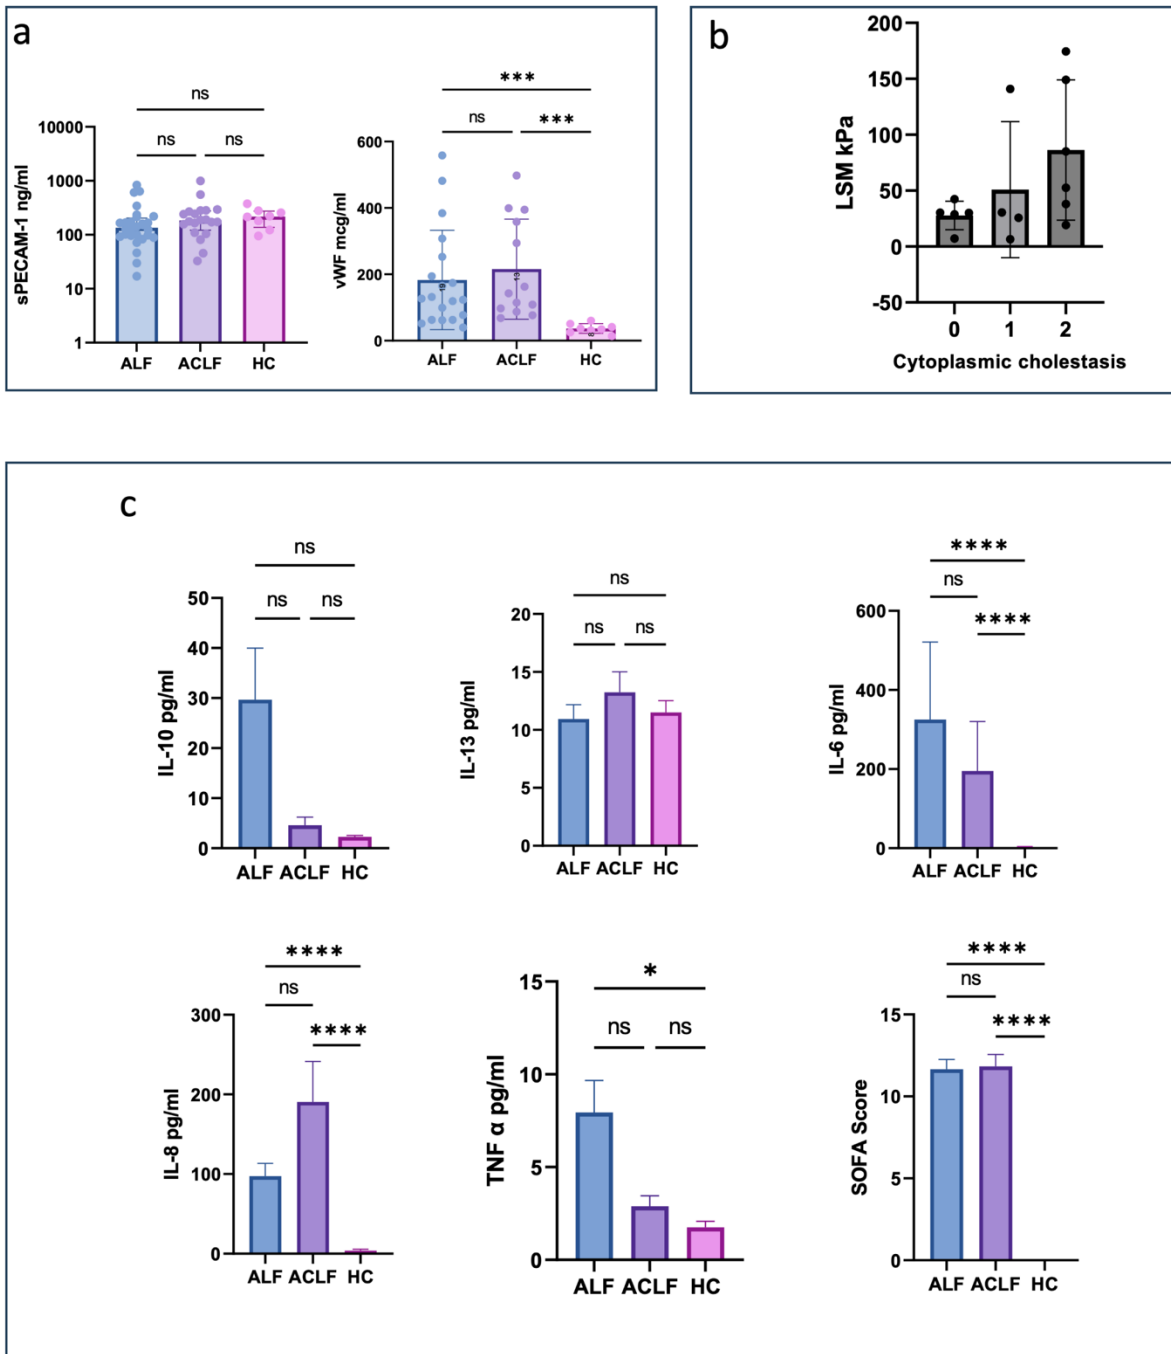 a
ns
ns ns
10000
1000
100
10
1
sPECAM-1 ng/ml
ALF ACLF HC
***
ns ***
600
400
200
0
vWF mcg/ml
ALF ACLF HC
b
200
150
100
50
0
-50
LSM kPa
0 1 2
Cytoplasmic cholestasis
c
ns
ns ns
50
40
30
20
10
0
IL-10 pg/ml
ALF ACLF HC
ns
ns ns
20
15
10
5
0
IL-13 pg/ml
ALF ACLF HC
****
ns
****
600
400
200
0
IL-6 pg/ml
ALF ACLF HC
****
ns
****
300
200
100
0
IL-8 pg/ml
ALF ACLF HC
*
ns ns
15
10
5
0
TNF α pg/ml
ALF ACLF HC
****
ns
****
15
10
5
0
SOFA Score
ALF ACLF HC